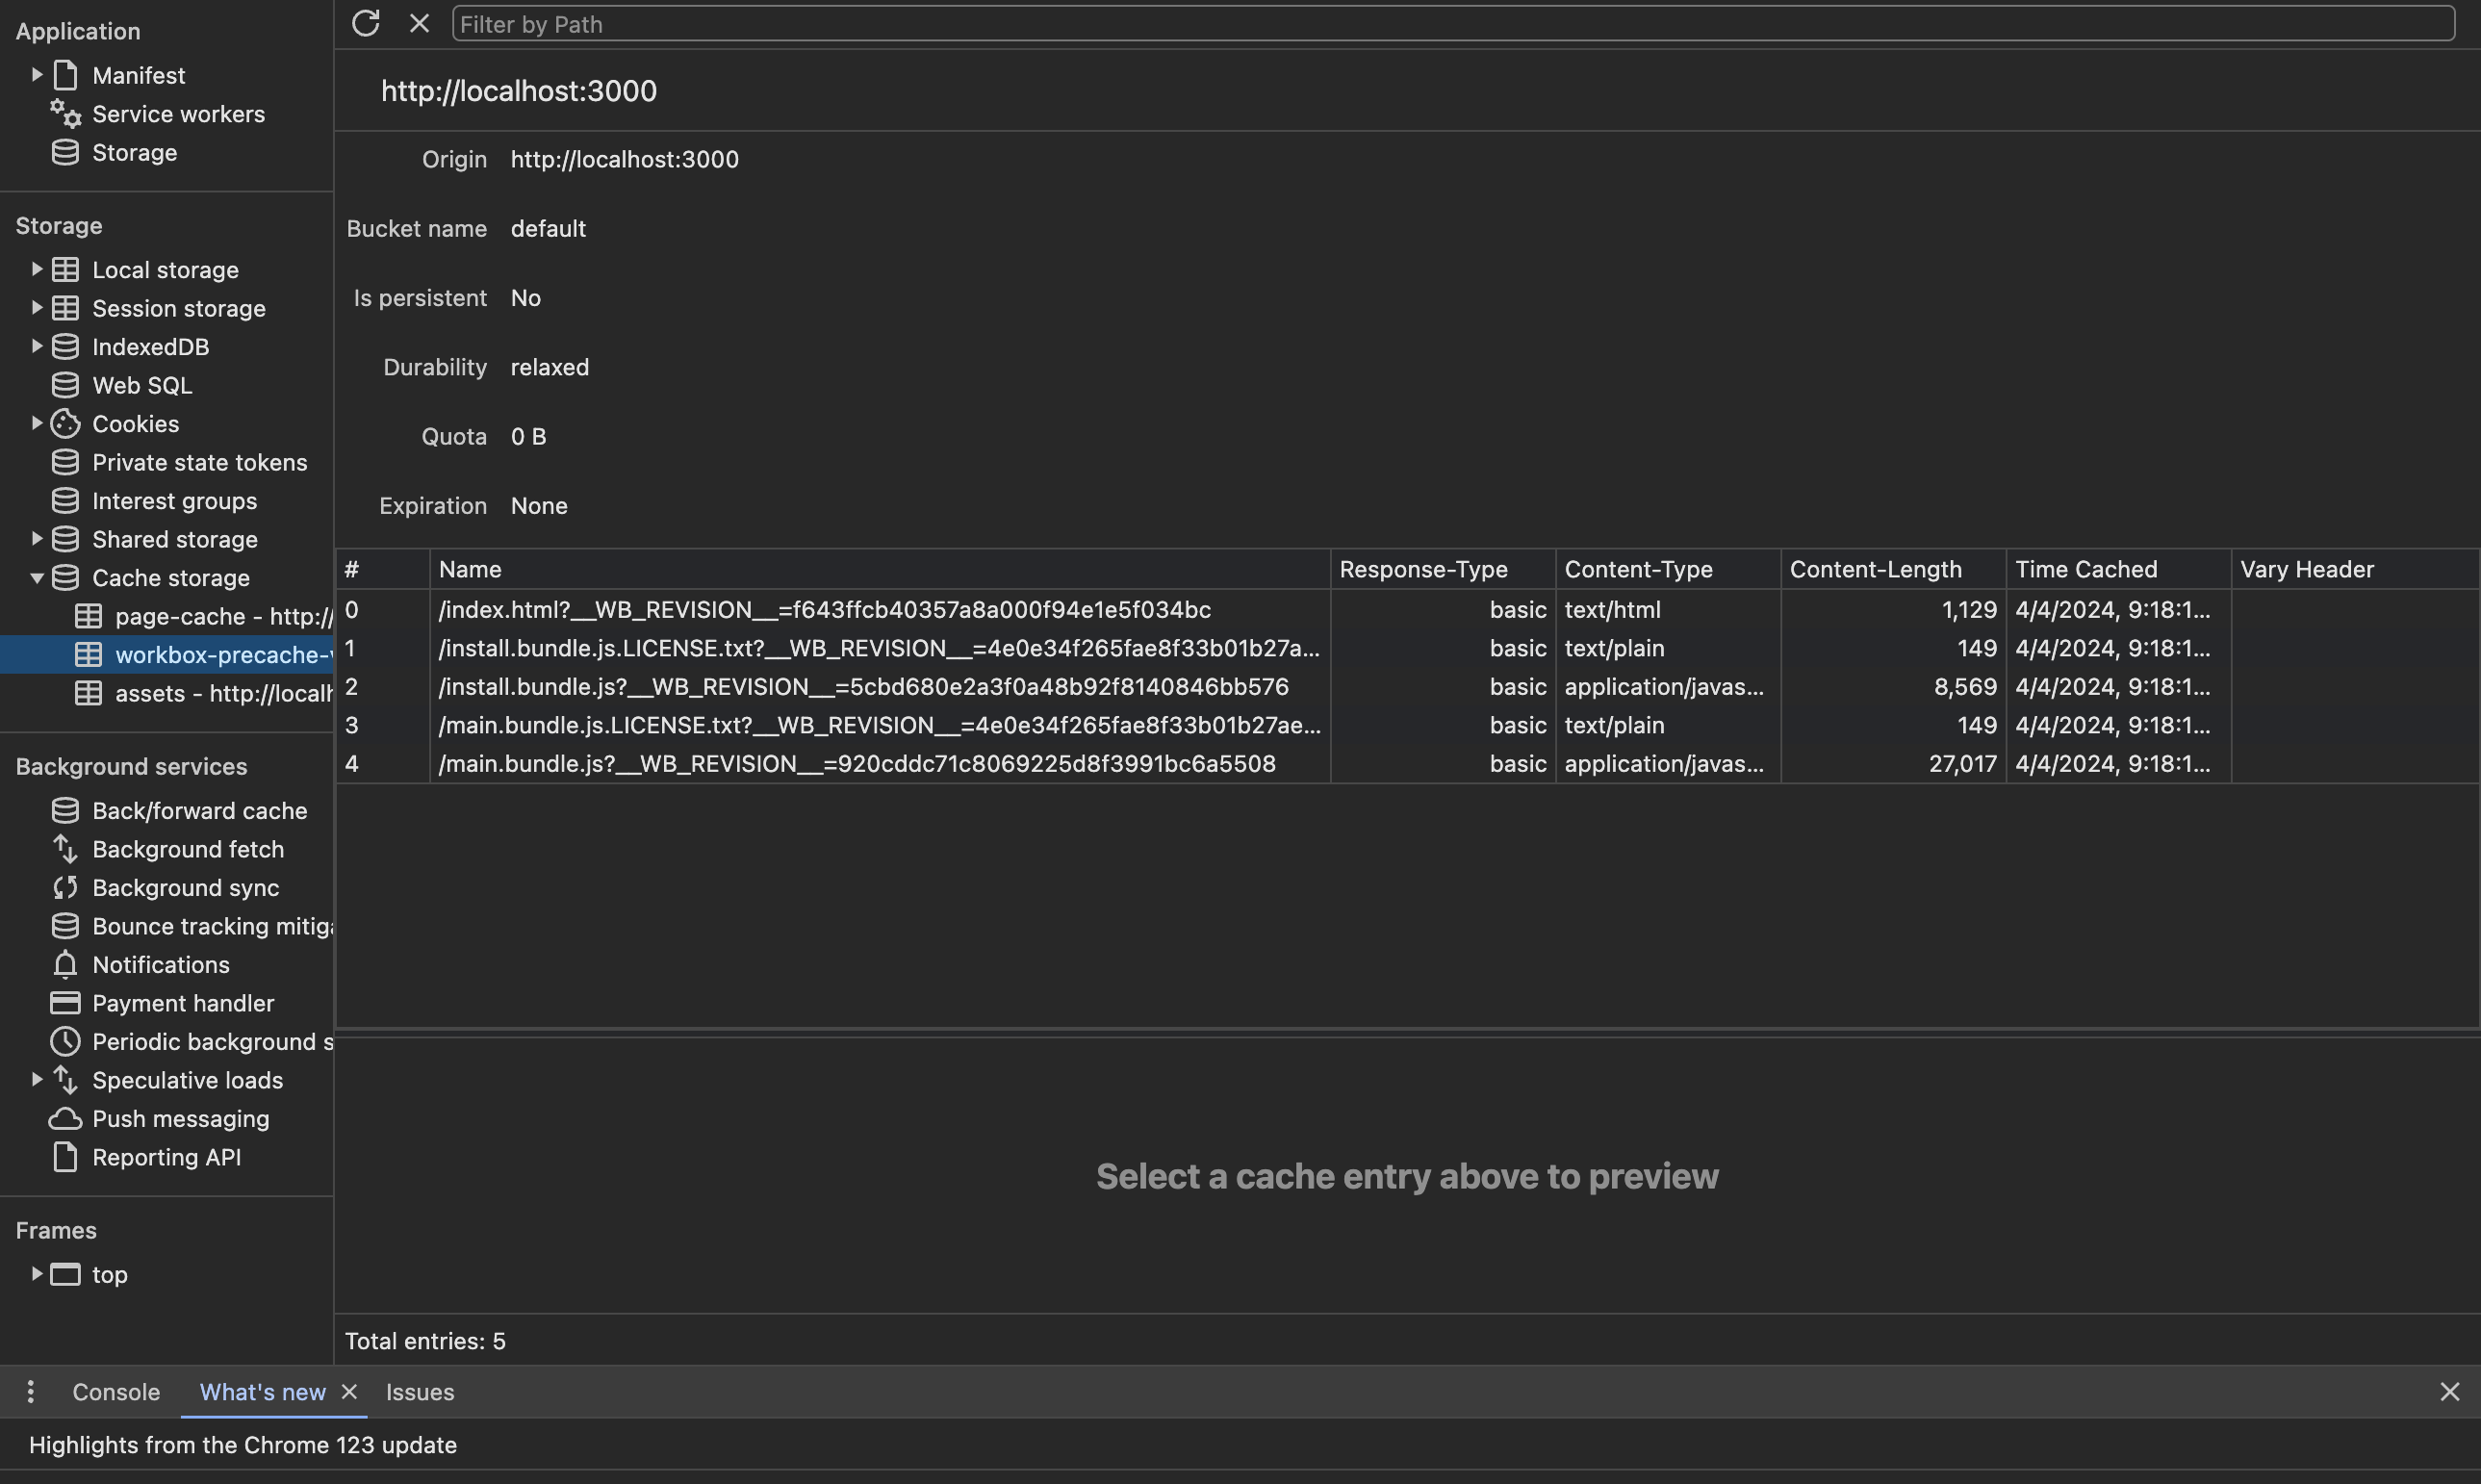 Application
Manifest
Service workers
Storage
Storage
Local storage
Session storage
IndexedDB
Web SQL
Cookies
Private state tokens
Interest groups
Shared storage
Cache storage
page-cache - http://
workbox-precache-v
assets - http://localh
Background services
Back/forward cache
Background fetch
Background sync
Bounce tracking mitiga
Notifications
Payment handler
Periodic background s
Speculative loads
Push messaging
Reporting API
Frames
top
Filter by Path
http://localhost:3000
Origin http://localhost:3000
Bucket name default
Is persistent No
Durability relaxed
Quota 0 B
Expiration None
# Name Response-Type Content-Type Content-Length Time Cached Vary Header
0 /index.html?__WB_REVISION__=f643ffcb40357a8a000f94e1e5f034bc basic text/html 1,129 4/4/2024, 9:18:1...
1 /install.bundle.js.LICENSE.txt?__WB_REVISION__=4e0e34f265fae8f33b01b27a... basic text/plain 149 4/4/2024, 9:18:1...
2 /install.bundle.js?__WB_REVISION__=5cbd680e2a3f0a48b92f8140846bb576 basic application/javas... 8,569 4/4/2024, 9:18:1...
3 /main.bundle.js.LICENSE.txt?__WB_REVISION__=4e0e34f265fae8f33b01b27ae... basic text/plain 149 4/4/2024, 9:18:1...
4 /main.bundle.js?__WB_REVISION__=920cddc71c8069225d8f3991bc6a5508 basic application/javas... 27,017 4/4/2024, 9:18:1...
Select a cache entry above to preview
Total entries: 5
Console What's new Issues
Highlights from the Chrome 123 update